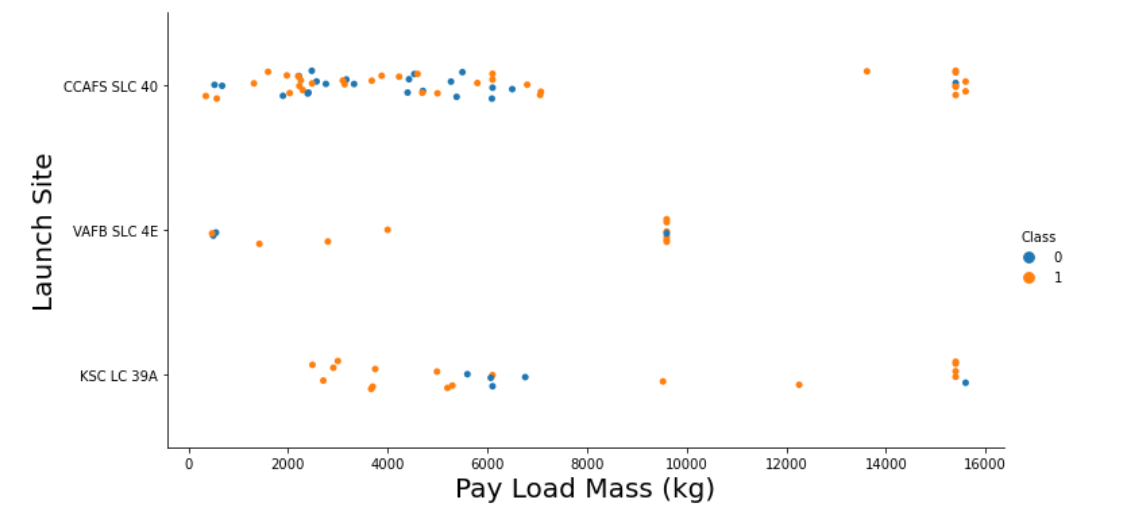 CCAFS SLC 40
VAFB SLC 4E
KSC LC 39A
Launch Site
0 2000 4000 6000 8000 10000 12000 14000 16000
Pay Load Mass (kg)
Class
0
1